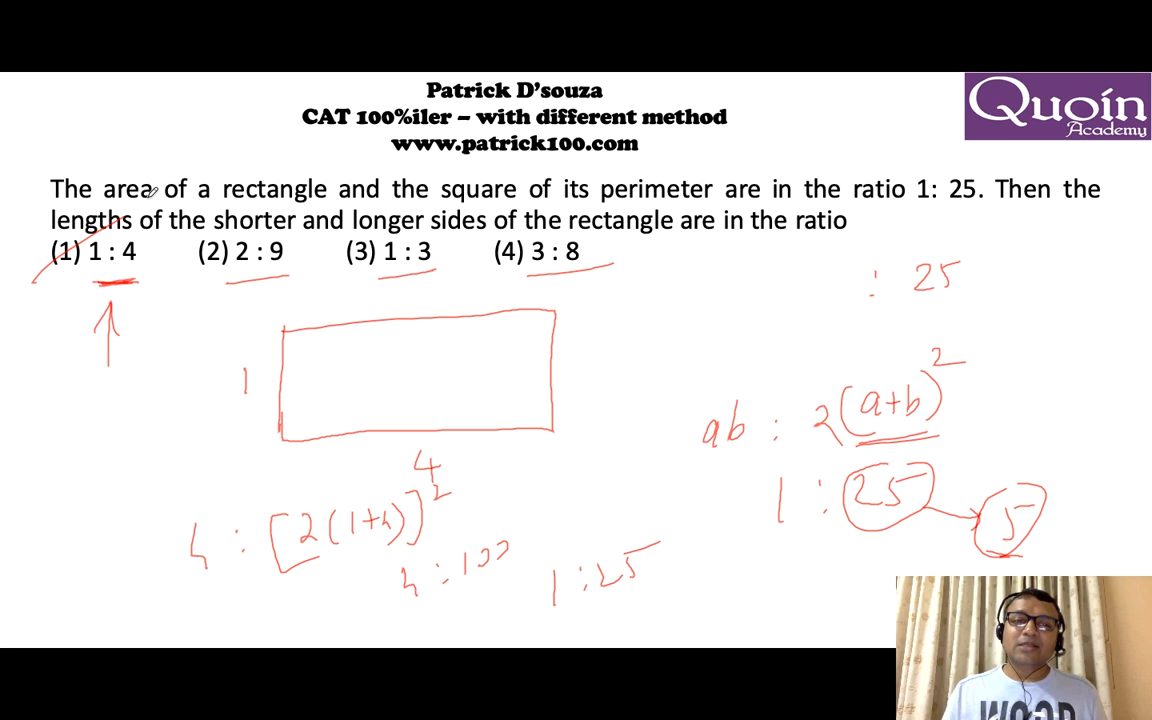 Patrick D'souza
CAT 100%iler – with different method
www.patrick100.com
Quoin
Academy
The area of a rectangle and the square of its perimeter are in the ratio 1: 25. Then the
lengths of the shorter and longer sides of the rectangle are in the ratio
(1) 1 : 4 (2) 2 : 9 (3) 1 : 3 (4) 3 : 8
: 25
1
4
ab : 2(a+b)²
1 : 25 → 5
4 : [2(1+4)]²
4 : 100
1 : 25
WOOD